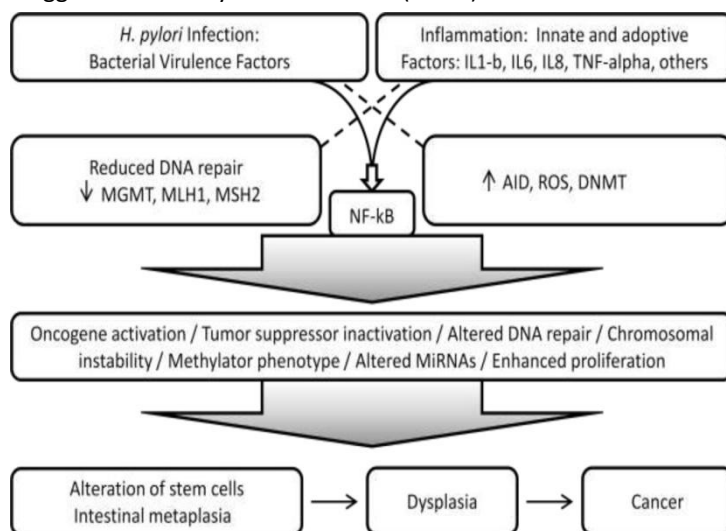 H. pylori Infection:
Bacterial Virulence Factors
Inflammation: Innate and adoptive
Factors: IL1-b, IL6, IL8, TNF-alpha, others
Reduced DNA repair
↓ MGMT, MLH1, MSH2
↑ AID, ROS, DNMT
NF-kB
Oncogene activation / Tumor suppressor inactivation / Altered DNA repair / Chromosomal
instability / Methylator phenotype / Altered MiRNAs / Enhanced proliferation
Alteration of stem cells
Intestinal metaplasia
Dysplasia
Cancer